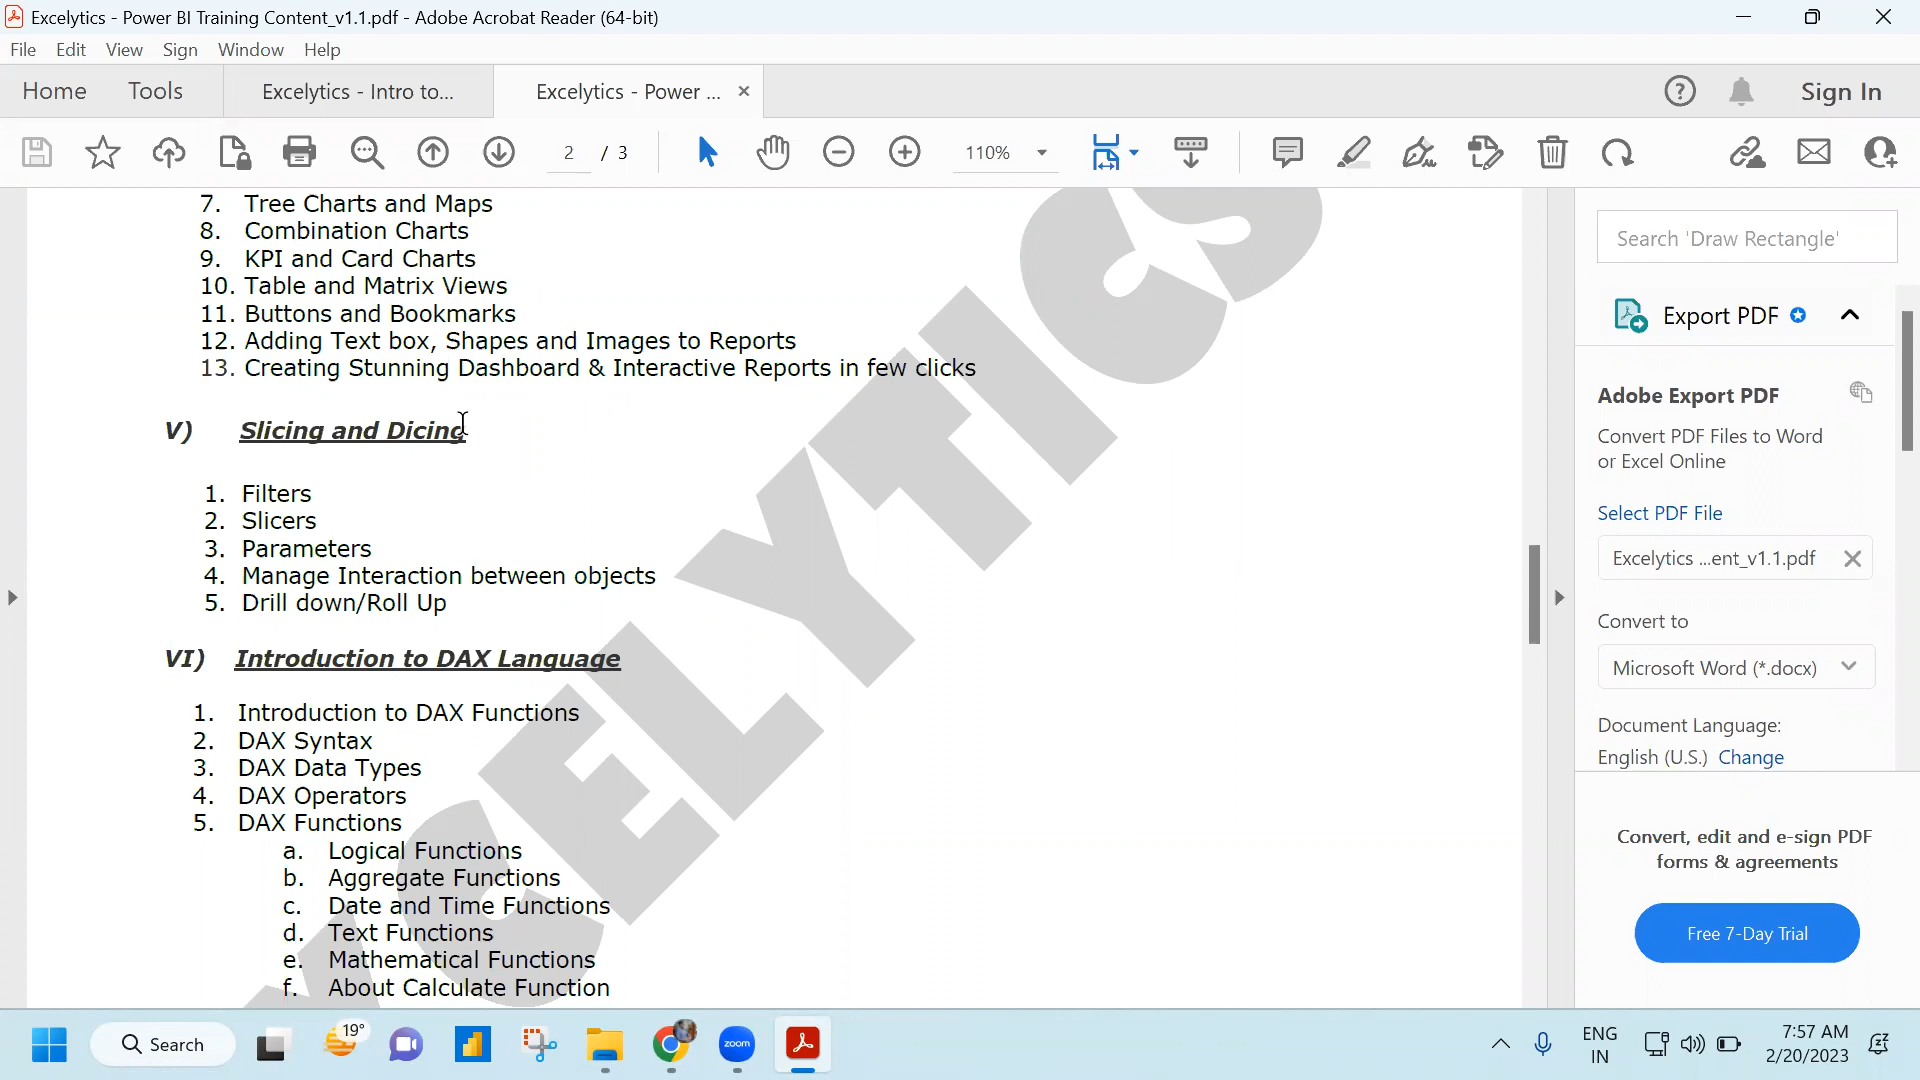 Excelytics - Power BI Training Content_v1.1.pdf - Adobe Acrobat Reader (64-bit)
File Edit View Sign Window Help
Home Tools Excelytics - Intro to... Excelytics - Power ... Sign In
2 / 3 110%
7. Tree Charts and Maps
8. Combination Charts
9. KPI and Card Charts
10. Table and Matrix Views
11. Buttons and Bookmarks
12. Adding Text box, Shapes and Images to Reports
13. Creating Stunning Dashboard & Interactive Reports in few clicks
V) Slicing and Dicing
1. Filters
2. Slicers
3. Parameters
4. Manage Interaction between objects
5. Drill down/Roll Up
VI) Introduction to DAX Language
1. Introduction to DAX Functions
2. DAX Syntax
3. DAX Data Types
4. DAX Operators
5. DAX Functions
a. Logical Functions
b. Aggregate Functions
c. Date and Time Functions
d. Text Functions
e. Mathematical Functions
f. About Calculate Function
XCELYTICS
Search 'Draw Rectangle'
Export PDF
Adobe Export PDF
Convert PDF Files to Word
or Excel Online
Select PDF File
Excelytics ...ent_v1.1.pdf
Convert to
Microsoft Word (*.docx)
Document Language:
English (U.S.) Change
Convert, edit and e-sign PDF
forms & agreements
Free 7-Day Trial
Search
19°
zoom
ENG
IN
7:57 AM
2/20/2023